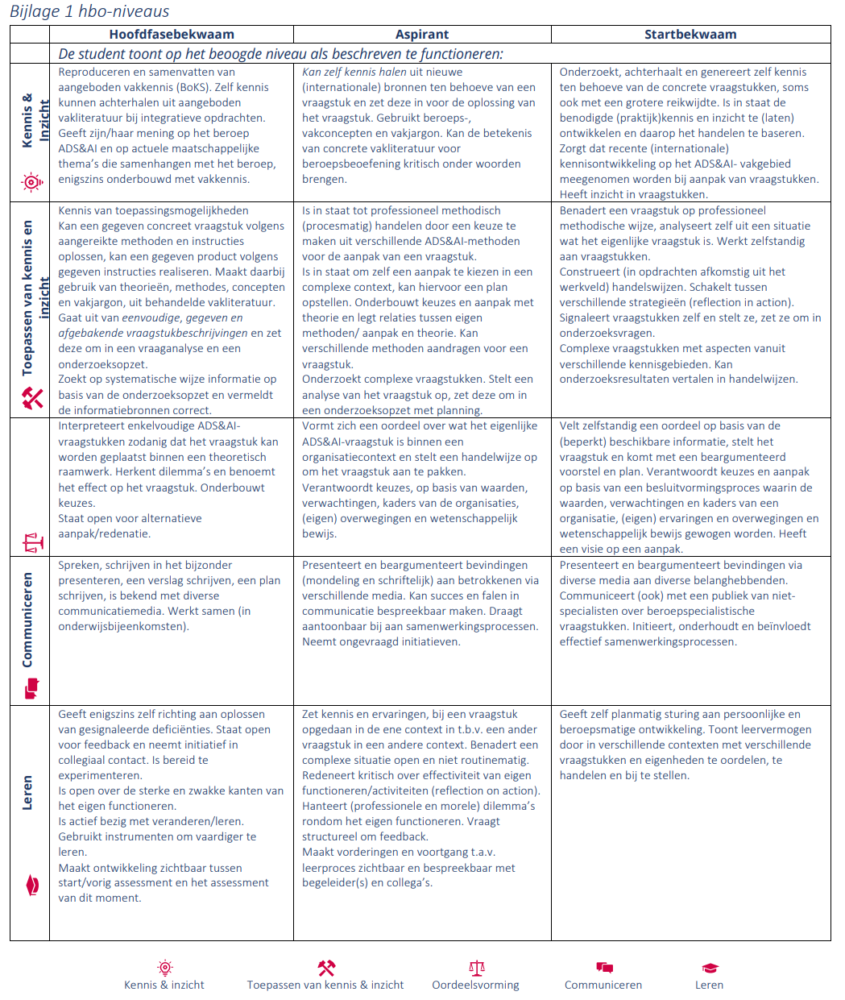 Bijlage 1 hbo-niveaus
Hoofdfasebekwaam
Aspirant
Startbekwaam
De student toont op het beoogde niveau als beschreven te functioneren:
Kennis &
Inzicht
Reproduceren en samenvatten van
aangeboden vakkennis (BoKS). Zelf kennis
kunnen achterhalen uit aangeboden
vakliteratuur bij integratieve opdrachten.
Geeft zijn/haar mening op het beroep
ADS&AI en op actuele maatschappelijke
thema's die samenhangen met het beroep,
enigszins onderbouwd met vakkennis.
Kan zelf kennis halen uit nieuwe
(internationale) bronnen ten behoeve van een
vraagstuk en zet deze in voor de oplossing van
het vraagstuk. Gebruikt beroeps-,
vakconcepten en vakjargon. Kan de betekenis
van concrete vakliteratuur voor
beroepsbeoefening kritisch onder woorden
brengen.
Onderzoekt, achterhaalt en genereert zelf kennis
ten behoeve van de concrete vraagstukken, soms
ook met een grotere reikwijdte. Is in staat de
benodigde (praktijk)kennis en inzicht te (laten)
ontwikkelen en daarop het handelen te baseren.
Zorgt dat recente (internationale)
kennisontwikkeling op het ADS&AI- vakgebied
meegenomen worden bij aanpak van vraagstukken.
Heeft inzicht in vraagstukken.
Toepassen van kennis en
inzicht
Kennis van toepassingsmogelijkheden
Kan een gegeven concreet vraagstuk volgens
aangereikte methoden en instructies
oplossen, kan een gegeven product volgens
gegeven instructies realiseren. Maakt daarbij
gebruik van theorieën, methodes, concepten
en vakjargon, uit behandelde vakliteratuur.
Gaat uit van eenvoudige, gegeven en
afgebakende vraagstukbeschrijvingen en zet
deze om in een vraaganalyse en een
onderzoeksopzet.
Zoekt op systematische wijze informatie op
basis van de onderzoeksopzet en vermeldt
de informatiebronnen correct.
Is in staat tot professioneel methodisch
(procesmatig) handelen door een keuze te
maken uit verschillende ADS&AI-methoden
voor de aanpak van een vraagstuk.
Is in staat om zelf een aanpak te kiezen in een
complexe context, kan hiervoor een plan
opstellen. Onderbouwt keuzes en aanpak met
theorie en legt relaties tussen eigen
methoden/ aanpak en theorie. Kan
verschillende methoden aandragen voor een
vraagstuk.
Onderzoekt complexe vraagstukken. Stelt een
analyse van het vraagstuk op, zet deze om in
een onderzoeksopzet met planning.
Benadert een vraagstuk op professioneel
methodische wijze, analyseert zelf uit een situatie
wat het eigenlijke vraagstuk is. Werkt zelfstandig
aan vraagstukken.
Construeert (in opdrachten afkomstig uit het
werkveld) handelswijzen. Schakelt tussen
verschillende strategieën (reflection in action).
Signaleert vraagstukken zelf en stelt ze, zet ze om in
onderzoeksvragen.
Complexe vraagstukken met aspecten vanuit
verschillende kennisgebieden. Kan
onderzoeksresultaten vertalen in handelwijzen.
Interpreteert enkelvoudige ADS&AI-
vraagstukken zodanig dat het vraagstuk kan
worden geplaatst binnen een theoretisch
raamwerk. Herkent dilemma's en benoemt
het effect op het vraagstuk. Onderbouwt
keuzes.
Staat open voor alternatieve
aanpak/redenatie.
Vormt zich een oordeel over wat het eigenlijke
ADS&AI-vraagstuk is binnen een
organisatiecontext en stelt een handelwijze op
om het vraagstuk aan te pakken.
Verantwoordt keuzes, op basis van waarden,
verwachtingen, kaders van de organisaties,
(eigen) overwegingen en wetenschappelijk
bewijs.
Velt zelfstandig een oordeel op basis van de
(beperkt) beschikbare informatie, stelt het
vraagstuk en komt met een beargumenteerd
voorstel en plan. Verantwoordt keuzes en aanpak
op basis van een besluitvormingsproces waarin de
waarden, verwachtingen en kaders van een
organisatie, (eigen) ervaringen en overwegingen en
wetenschappelijk bewijs gewogen worden. Heeft
een visie op een aanpak.
Communiceren
Spreken, schrijven in het bijzonder
presenteren, een verslag schrijven, een plan
schrijven, is bekend met diverse
communicatiemedia. Werkt samen (in
onderwijsbijeenkomsten).
Presenteert en beargumenteert bevindingen
(mondeling en schriftelijk) aan betrokkenen via
verschillende media. Kan succes en falen in
communicatie bespreekbaar maken. Draagt
aantoonbaar bij aan samenwerkingsprocessen.
Neemt ongevraagd initiatieven.
Presenteert en beargumenteert bevindingen via
diverse media aan diverse belanghebbenden.
Communiceert (ook) met een publiek van niet-
specialisten over beroepspecialistische
vraagstukken. Initieert, onderhoudt en beïnvloedt
effectief samenwerkingsprocessen.
Leren
Geeft enigszins zelf richting aan oplossen
van gesignaleerde deficiënties. Staat open
voor feedback en neemt initiatief in
collegiaal contact. Is bereid te
experimenteren.
Is open over de sterke en zwakke kanten van
het eigen functioneren.
Is actief bezig met veranderen/leren.
Gebruikt instrumenten om vaardiger te
leren.
Maakt ontwikkeling zichtbaar tussen
start/vorig assessment en het assessment
van dit moment.
Zet kennis en ervaringen, bij een vraagstuk
opgedaan in de ene context in t.b.v. een ander
vraagstuk in een andere context. Benadert een
complexe situatie open en niet routinematig.
Redeneert kritisch over effectiviteit van eigen
functioneren/activiteiten (reflection on action).
Hanteert (professionele en morele) dilemma's
rondom het eigen functioneren. Vraagt
structureel om feedback.
Maakt vorderingen en voortgang t.a.v.
leerproces zichtbaar en bespreekbaar met
begeleider(s) en collega's.
Geeft zelf planmatig sturing aan persoonlijke en
beroepsmatige ontwikkeling. Toont leervermogen
door in verschillende contexten met verschillende
vraagstukken en eigenheden te oordelen, te
handelen en bij te stellen.
Kennis & inzicht
Toepassen van kennis & inzicht
Oordeelsvorming
Communiceren
Leren